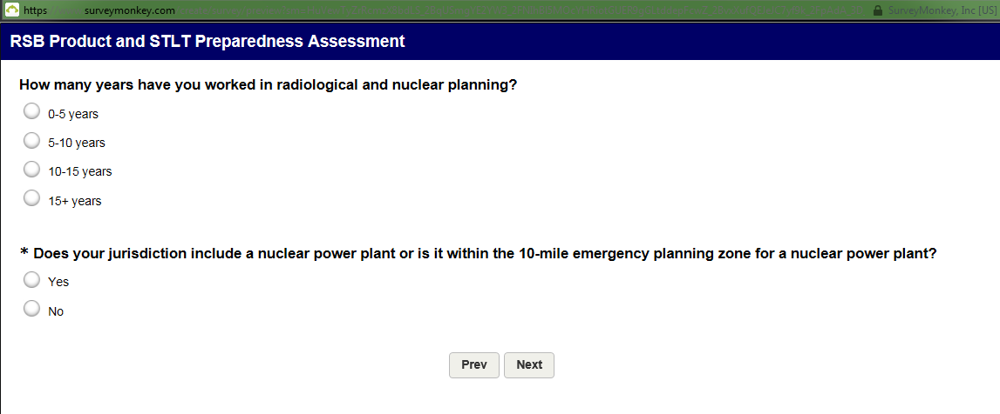 https surveymonkey.com SurveyMonkey, Inc [US]
RSB Product and STLT Preparedness Assessment
How many years have you worked in radiological and nuclear planning?
0-5 years
5-10 years
10-15 years
15+ years
* Does your jurisdiction include a nuclear power plant or is it within the 10-mile emergency planning zone for a nuclear power plant?
Yes
No
Prev Next